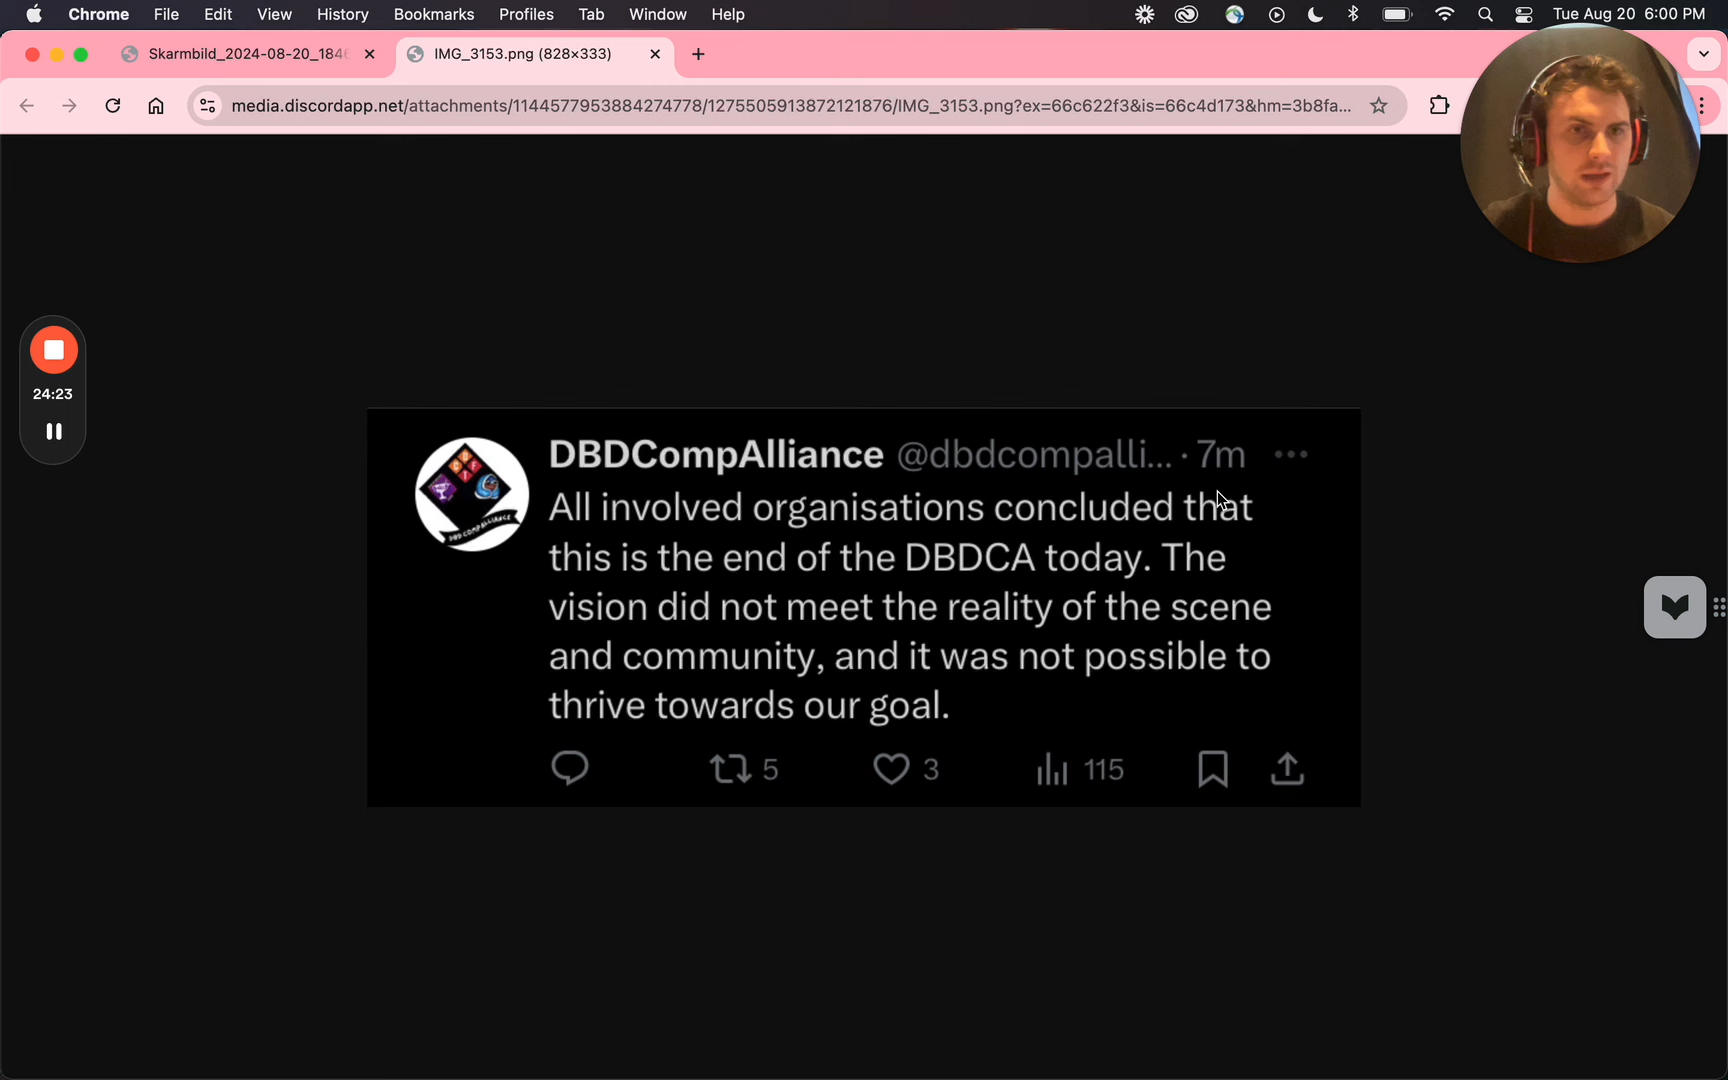 Chrome File Edit View History Bookmarks Profiles Tab Window Help Tue Aug 20 6:00 PM
Skarmbild_2024-08-20_184 IMG_3153.png (828×333)
media.discordapp.net/attachments/1144577953884274778/1275505913872121876/IMG_3153.png?ex=66c622f3&is=66c4d173&hm=3b8fa...
24:23
DBDCompAlliance @dbdcompalli... · 7m
All involved organisations concluded that
this is the end of the DBDCA today. The
vision did not meet the reality of the scene
and community, and it was not possible to
thrive towards our goal.
5 3 115
DBD COMPALLIANCE